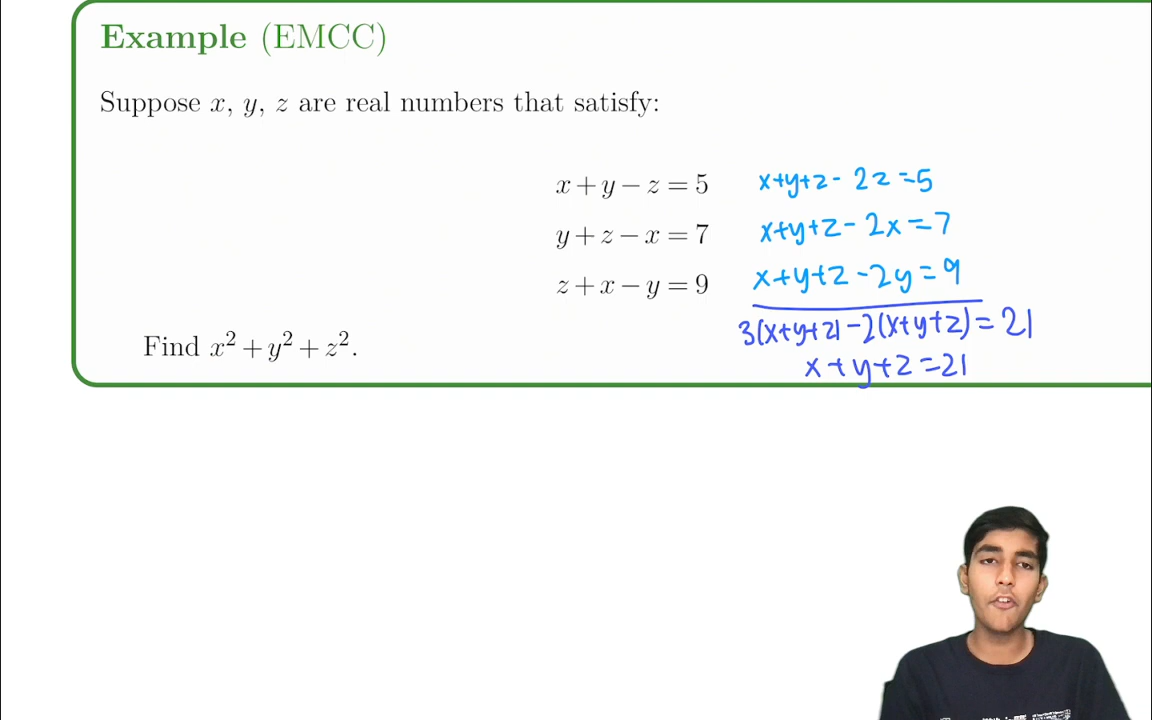 Example (EMCC)
Suppose x, y, z are real numbers that satisfy:
x + y − z = 5 x+y+z - 2z = 5
y + z − x = 7 x+y+z - 2x = 7
z + x − y = 9 x+y+z - 2y = 9
3(x+y+z) - 2(x+y+z) = 21
Find x² + y² + z². x+y+z = 21